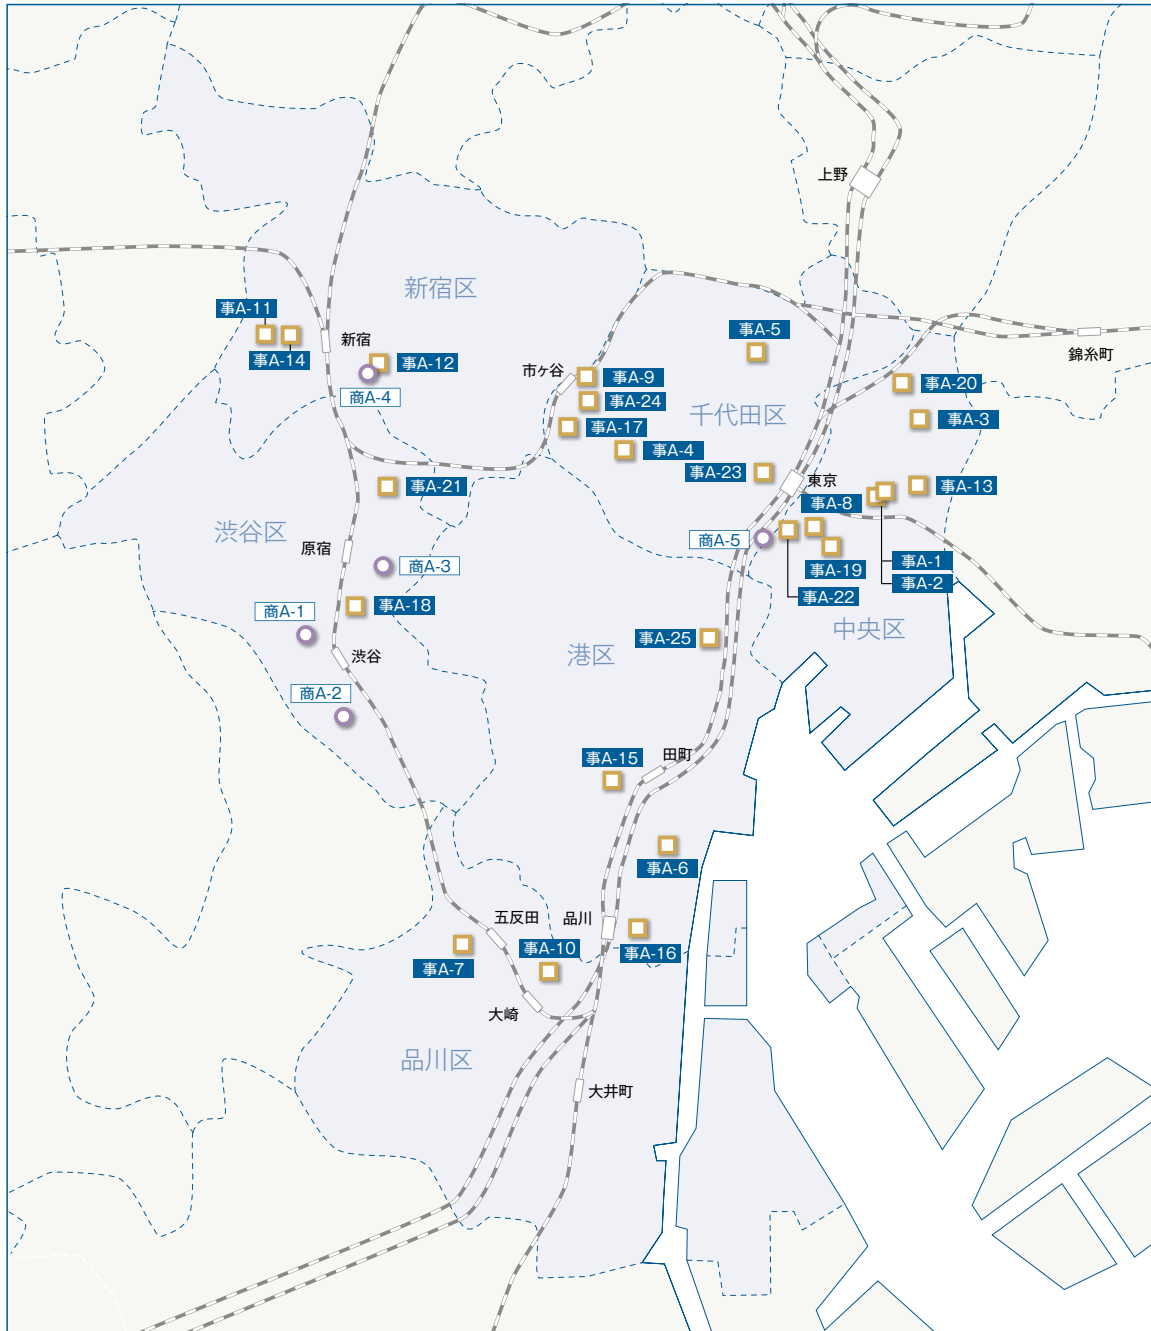 上野
新宿区
事A-11
事A-5
新宿
事A-14
錦糸町
事A-12
市ヶ谷
事A-9
事A-20
商A-4
事A-24
千代田区
事A-3
事A-17
事A-4
事A-23
東京
事A-21
事A-13
事A-8
渋谷区
商A-5
原宿
事A-1
商A-3
事A-19
事A-2
事A-22
事A-18
商A-1
中央区
事A-25
港区
渋谷
商A-2
田町
事A-15
事A-6
五反田
品川
事A-10
事A-16
事A-7
大崎
品川区
大井町